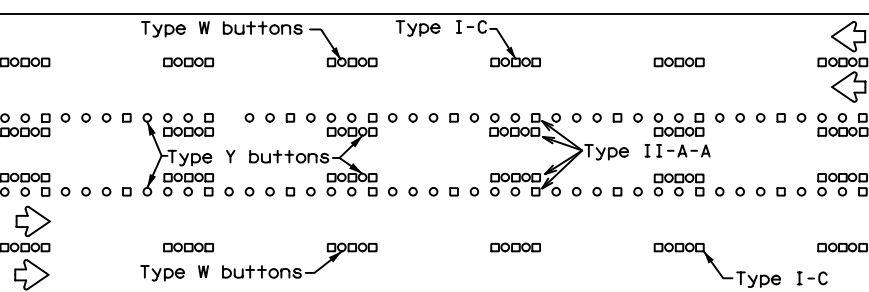 Type W buttons
Type I-C
Type Y buttons
Type II-A-A
Type W buttons
Type I-C